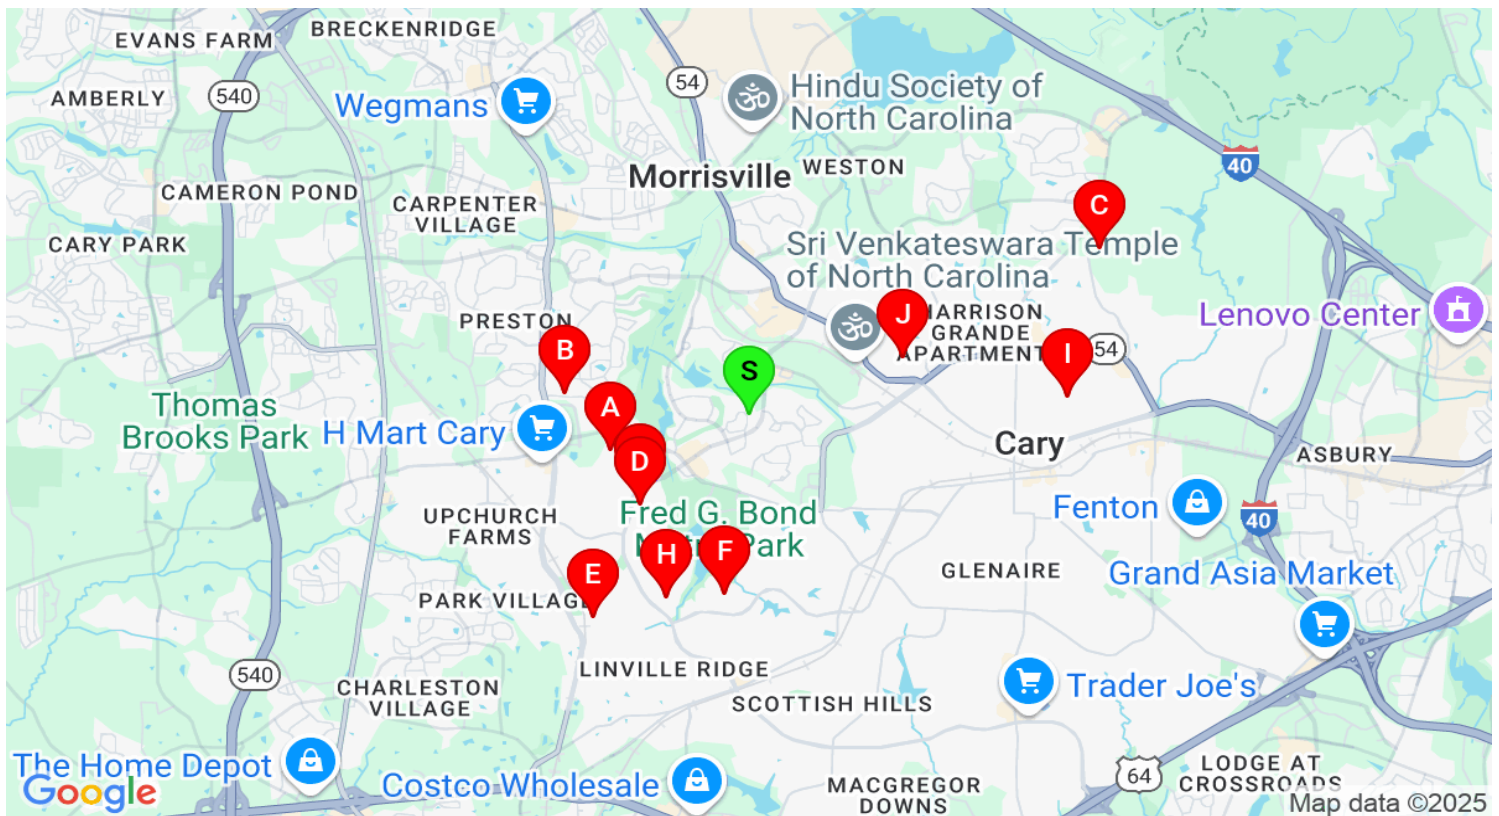 BRECKENRIDGE
EVANS FARM
AMBERLY
540
54
Wegmans
Hindu Society of
North Carolina
WESTON
Morrisville
40
CAMERON POND
CARPENTER
VILLAGE
CARY PARK
C
Sri Venkateswara Temple
of North Carolina
PRESTON
J
HARRISON
GRANDE
APARTMENT
I
54
Lenovo Center
B
S
A
Thomas
Brooks Park
H Mart Cary
D
Cary
ASBURY
Fred G. Bond
Metro Park
UPCHURCH
FARMS
Fenton
40
H
F
E
GLENAIRE
Grand Asia Market
PARK VILLAGE
540
LINVILLE RIDGE
CHARLESTON
VILLAGE
SCOTTISH HILLS
Trader Joe's
The Home Depot
Costco Wholesale
MACGREGOR
DOWNS
64
LODGE AT
CROSSROADS
Google
Map data ©2025